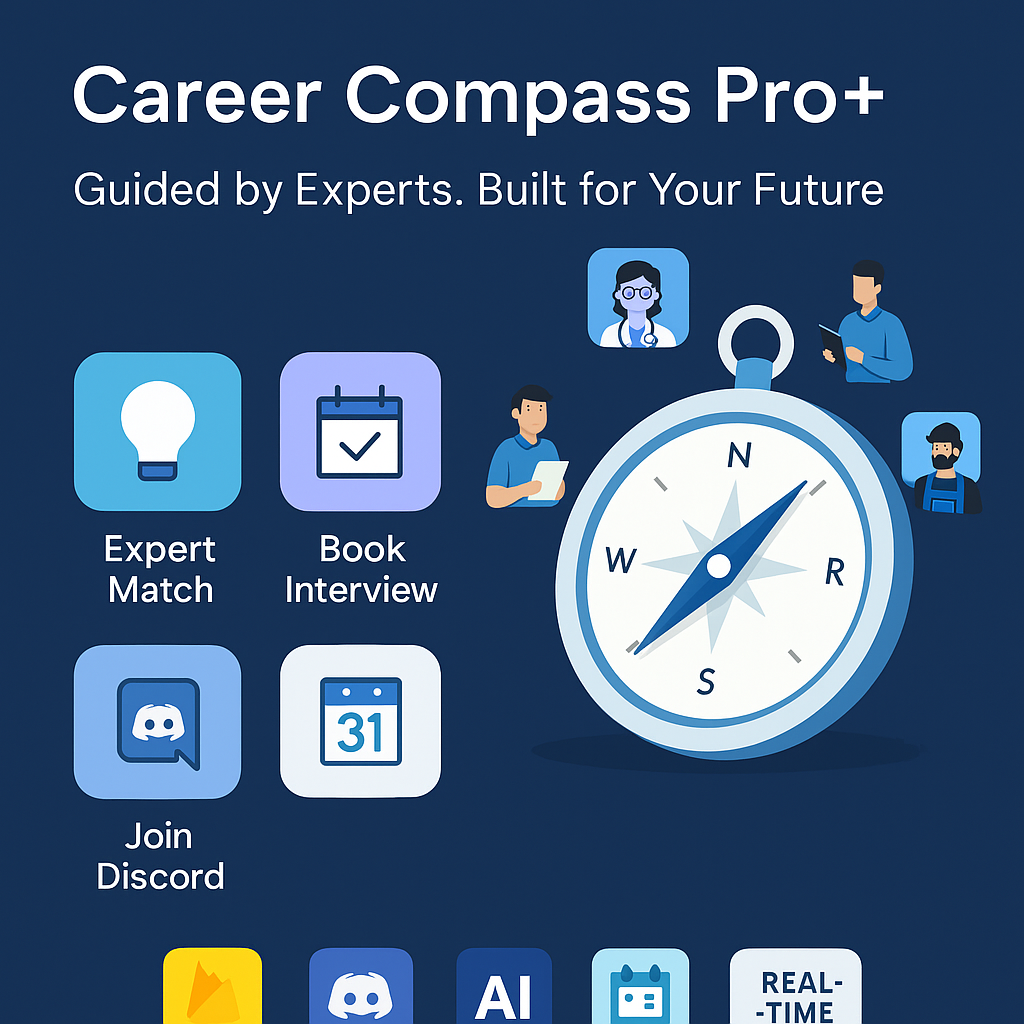 Career Compass Pro+
Guided by Experts. Built for Your Future
Expert
Match
Book
Interview
N
W
R
S
31
Join
Discord
AI
REAL-
-TIME